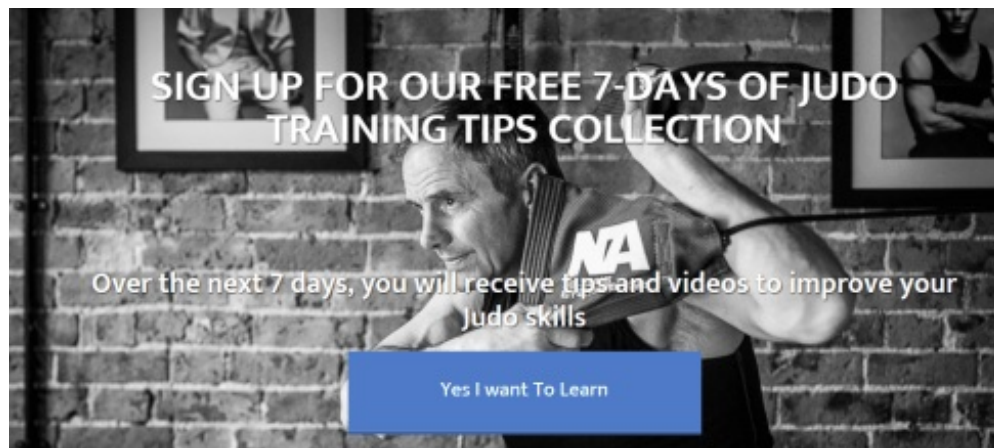 SIGN UP FOR OUR FREE 7-DAYS OF JUDO
TRAINING TIPS COLLECTION
NZA
Over the next 7 days, you will receive tips and videos to improve your
Judo skills
Yes I want To Learn